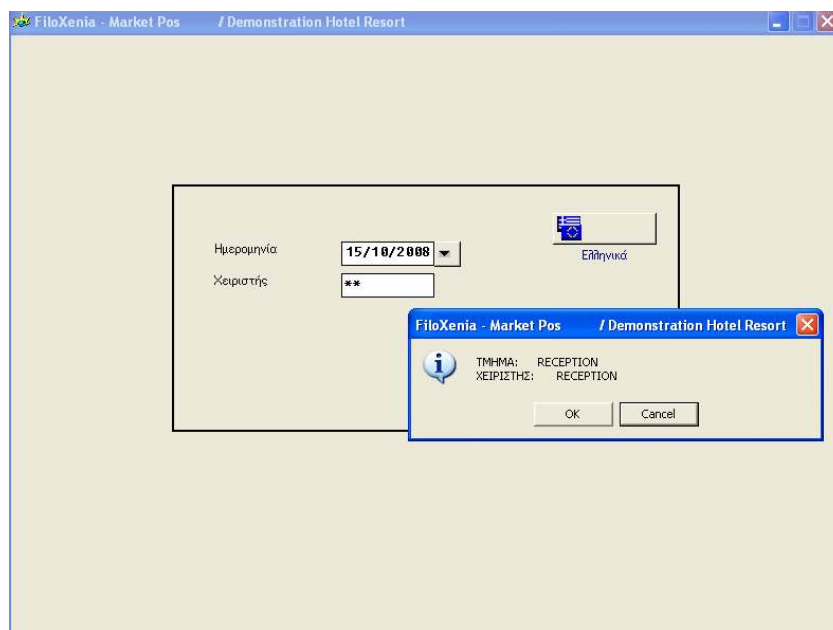 FiloXenia - Market Pos / Demonstration Hotel Resort
Ημερομηνία 15/10/2008
Ελληνικά
Χειριστής **
FiloXenia - Market Pos / Demonstration Hotel Resort
ΤΜΗΜΑ: RECEPTION
ΧΕΙΡΙΣΤΗΣ: RECEPTION
OK Cancel